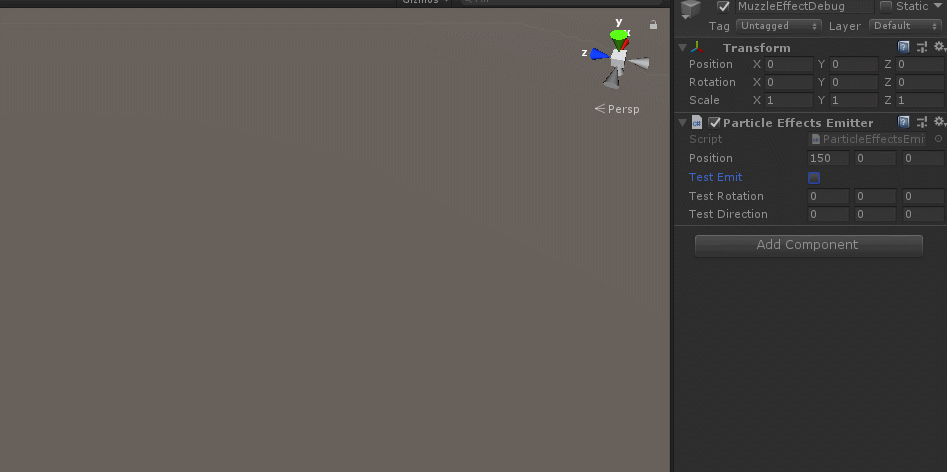 Gizmos
MuzzleEffectDebug Static
Tag Untagged Layer Default
y
x
z
Persp
Transform
Position X 0 Y 0 Z 0
Rotation X 0 Y 0 Z 0
Scale X 1 Y 1 Z 1
Particle Effects Emitter
Script ParticleEffectsEmi
Position 150 0 0
Test Emit
Test Rotation 0 0 0
Test Direction 0 0 0
Add Component